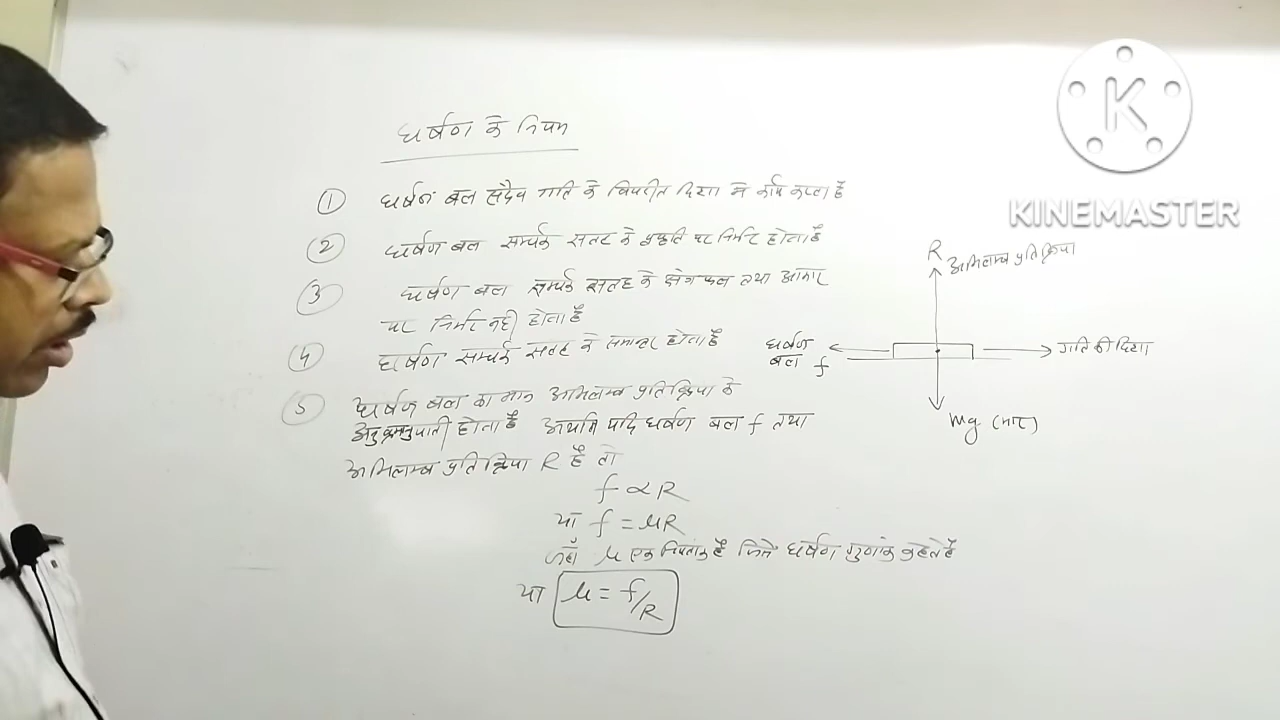 घर्षण के नियम
① घर्षण बल सदैव गति के विपरीत दिशा मे कार्य करता है
② घर्षण बल सम्पर्क सतह के प्रकृति पर निर्भर होता है
③ घर्षण बल सम्पर्क सतह के क्षेत्रफल तथा आकार
पर निर्भर नही होता है
④ घर्षण सम्पर्क सतह के समान्तर होता है
⑤ घर्षण बल का मान अभिलम्ब प्रतिक्रिया के
अनुक्रमानुपाती होता है अर्थात यदि घर्षण बल f तथा
अभिलम्ब प्रतिक्रिया R है तो
f ∝ R
या f = μR
जहाँ μ एक नियतांक है जिसे घर्षण गुणांक कहते है
या μ = f/R
R अभिलम्ब प्रतिक्रिया
घर्षण
बल f
गति की दिशा
mg (भार)
K
KINEMASTER